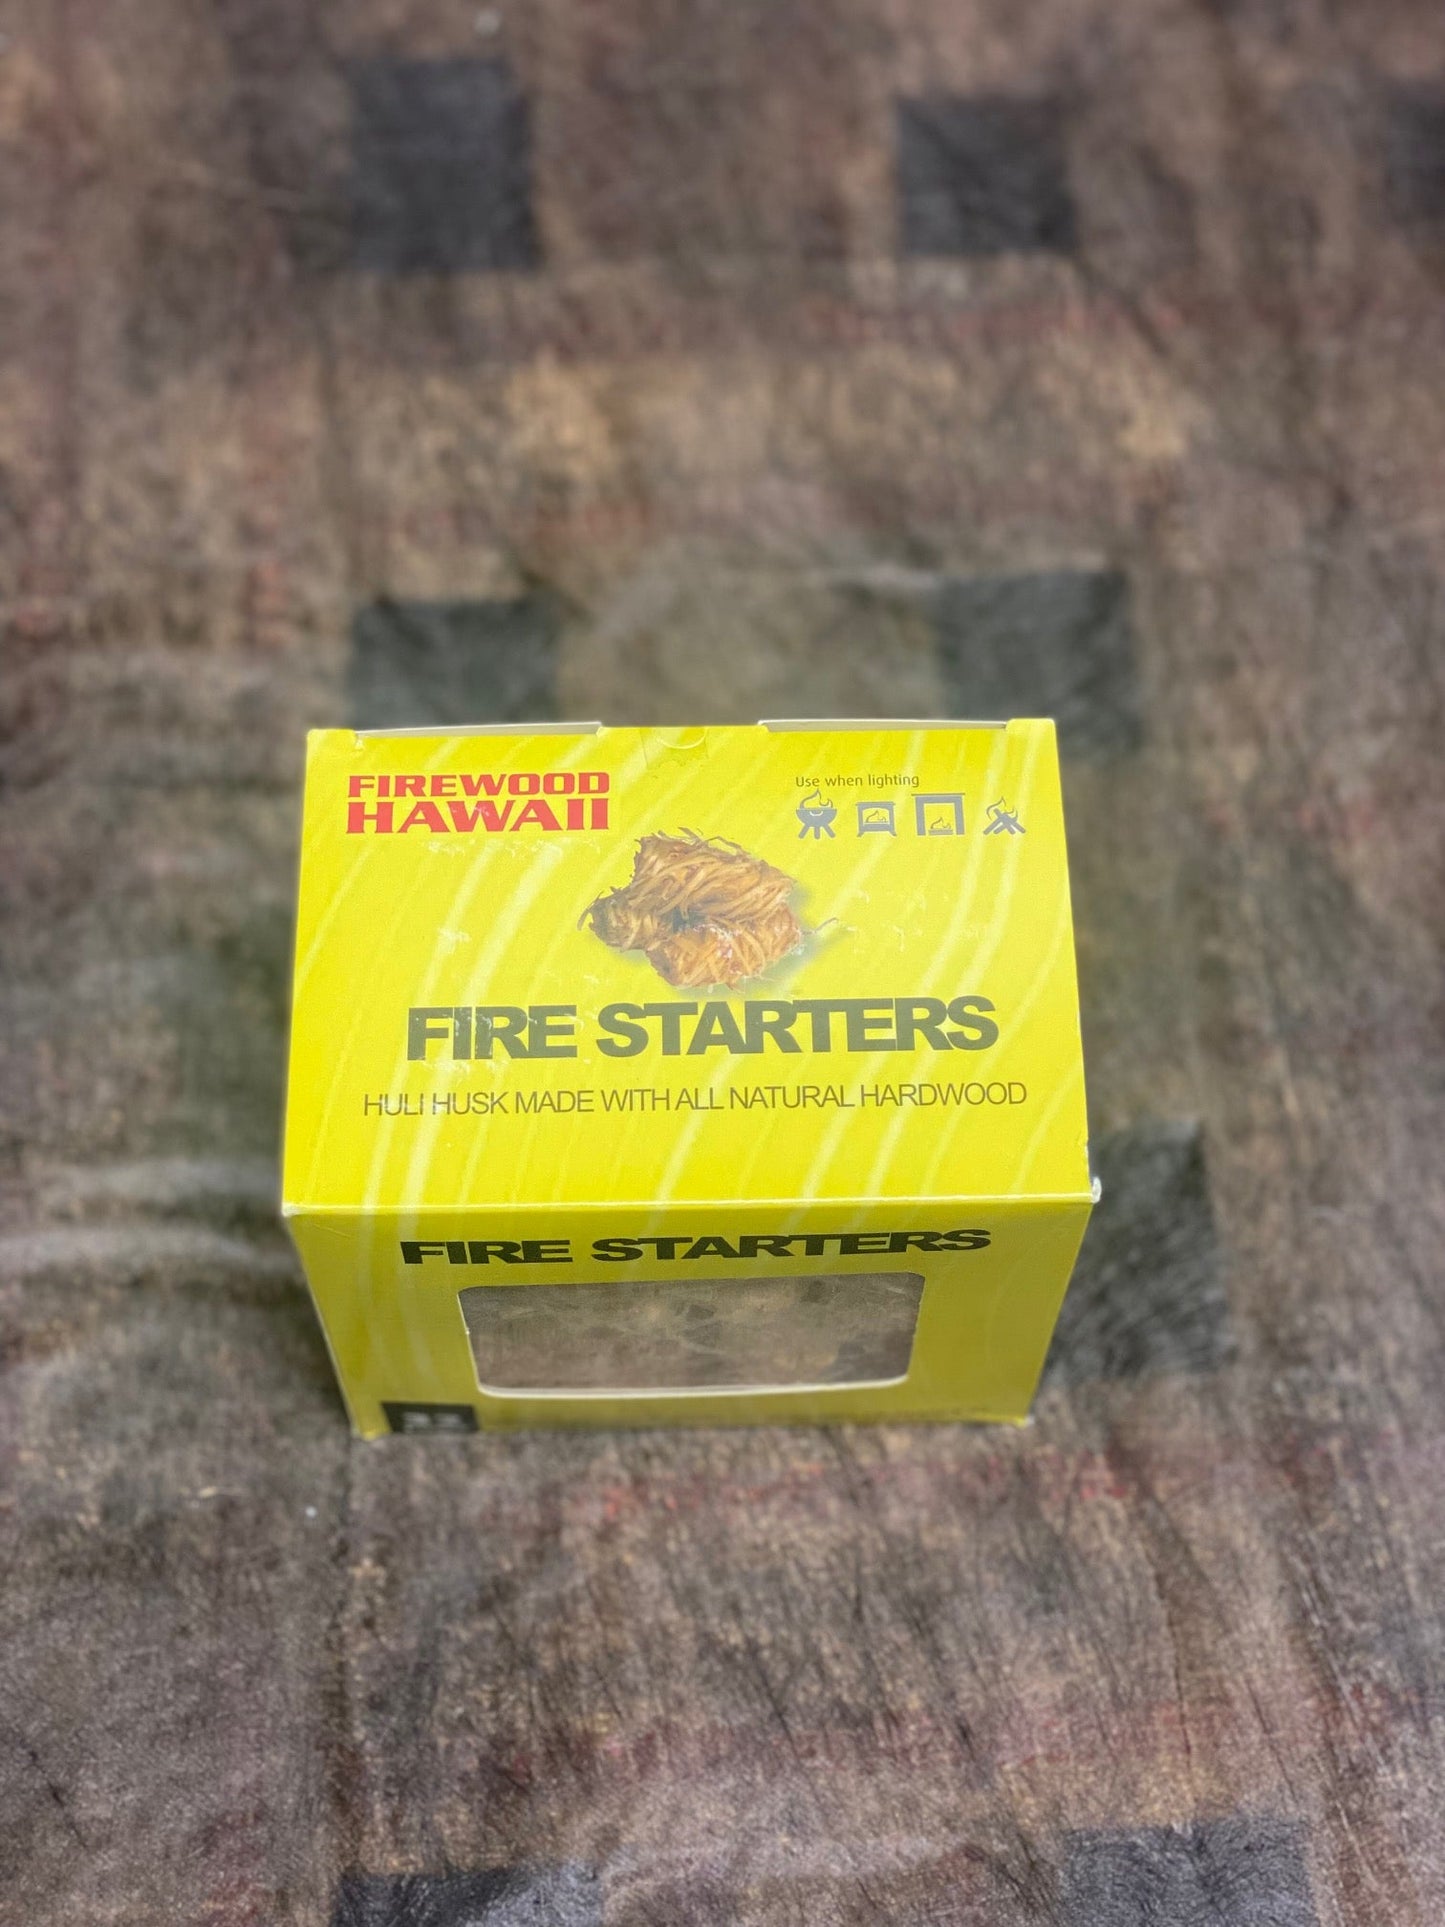 FIREWOOD
HAWAII
Use when lighting
FIRE STARTERS
HULI HUSK MADE WITH ALL NATURAL HARDWOOD
FIRE STARTERS